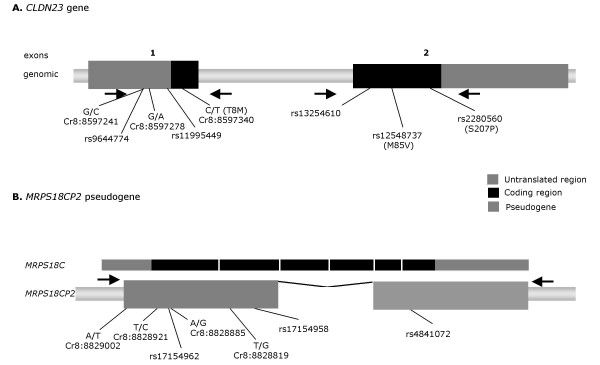 A. CLDN23 gene
exons
1
2
genomic
G/C
Cr8:8597241
rs9644774
G/A
Cr8:8597278
rs11995449
C/T (T8M)
Cr8:8597340
rs13254610
rs12548737
(M85V)
rs2280560
(S207P)
Untranslated region
Coding region
Pseudogene
B. MRPS18CP2 pseudogene
MRPS18C
MRPS18CP2
A/T
Cr8:8829002
T/C
Cr8:8828921
rs17154962
A/G
Cr8:8828885
T/G
Cr8:8828819
rs17154958
rs4841072